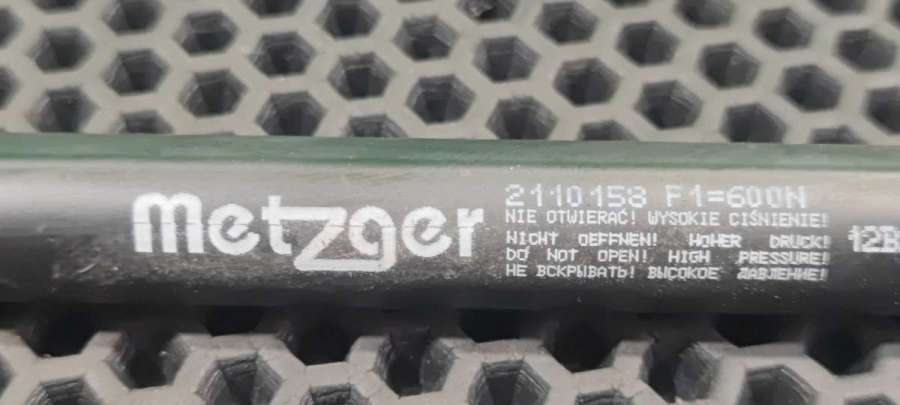 Metzger
2110158 F1=600N
NIE OTWIERAĆ! WYSOKIE CIŚNIENIE!
NICHT OEFFNEN! HOHER DRUCK!
DO NOT OPEN! HIGH PRESSURE!
НЕ ВСКРЫВАТЬ! ВЫСОКОЕ ДАВЛЕНИЕ!
12B